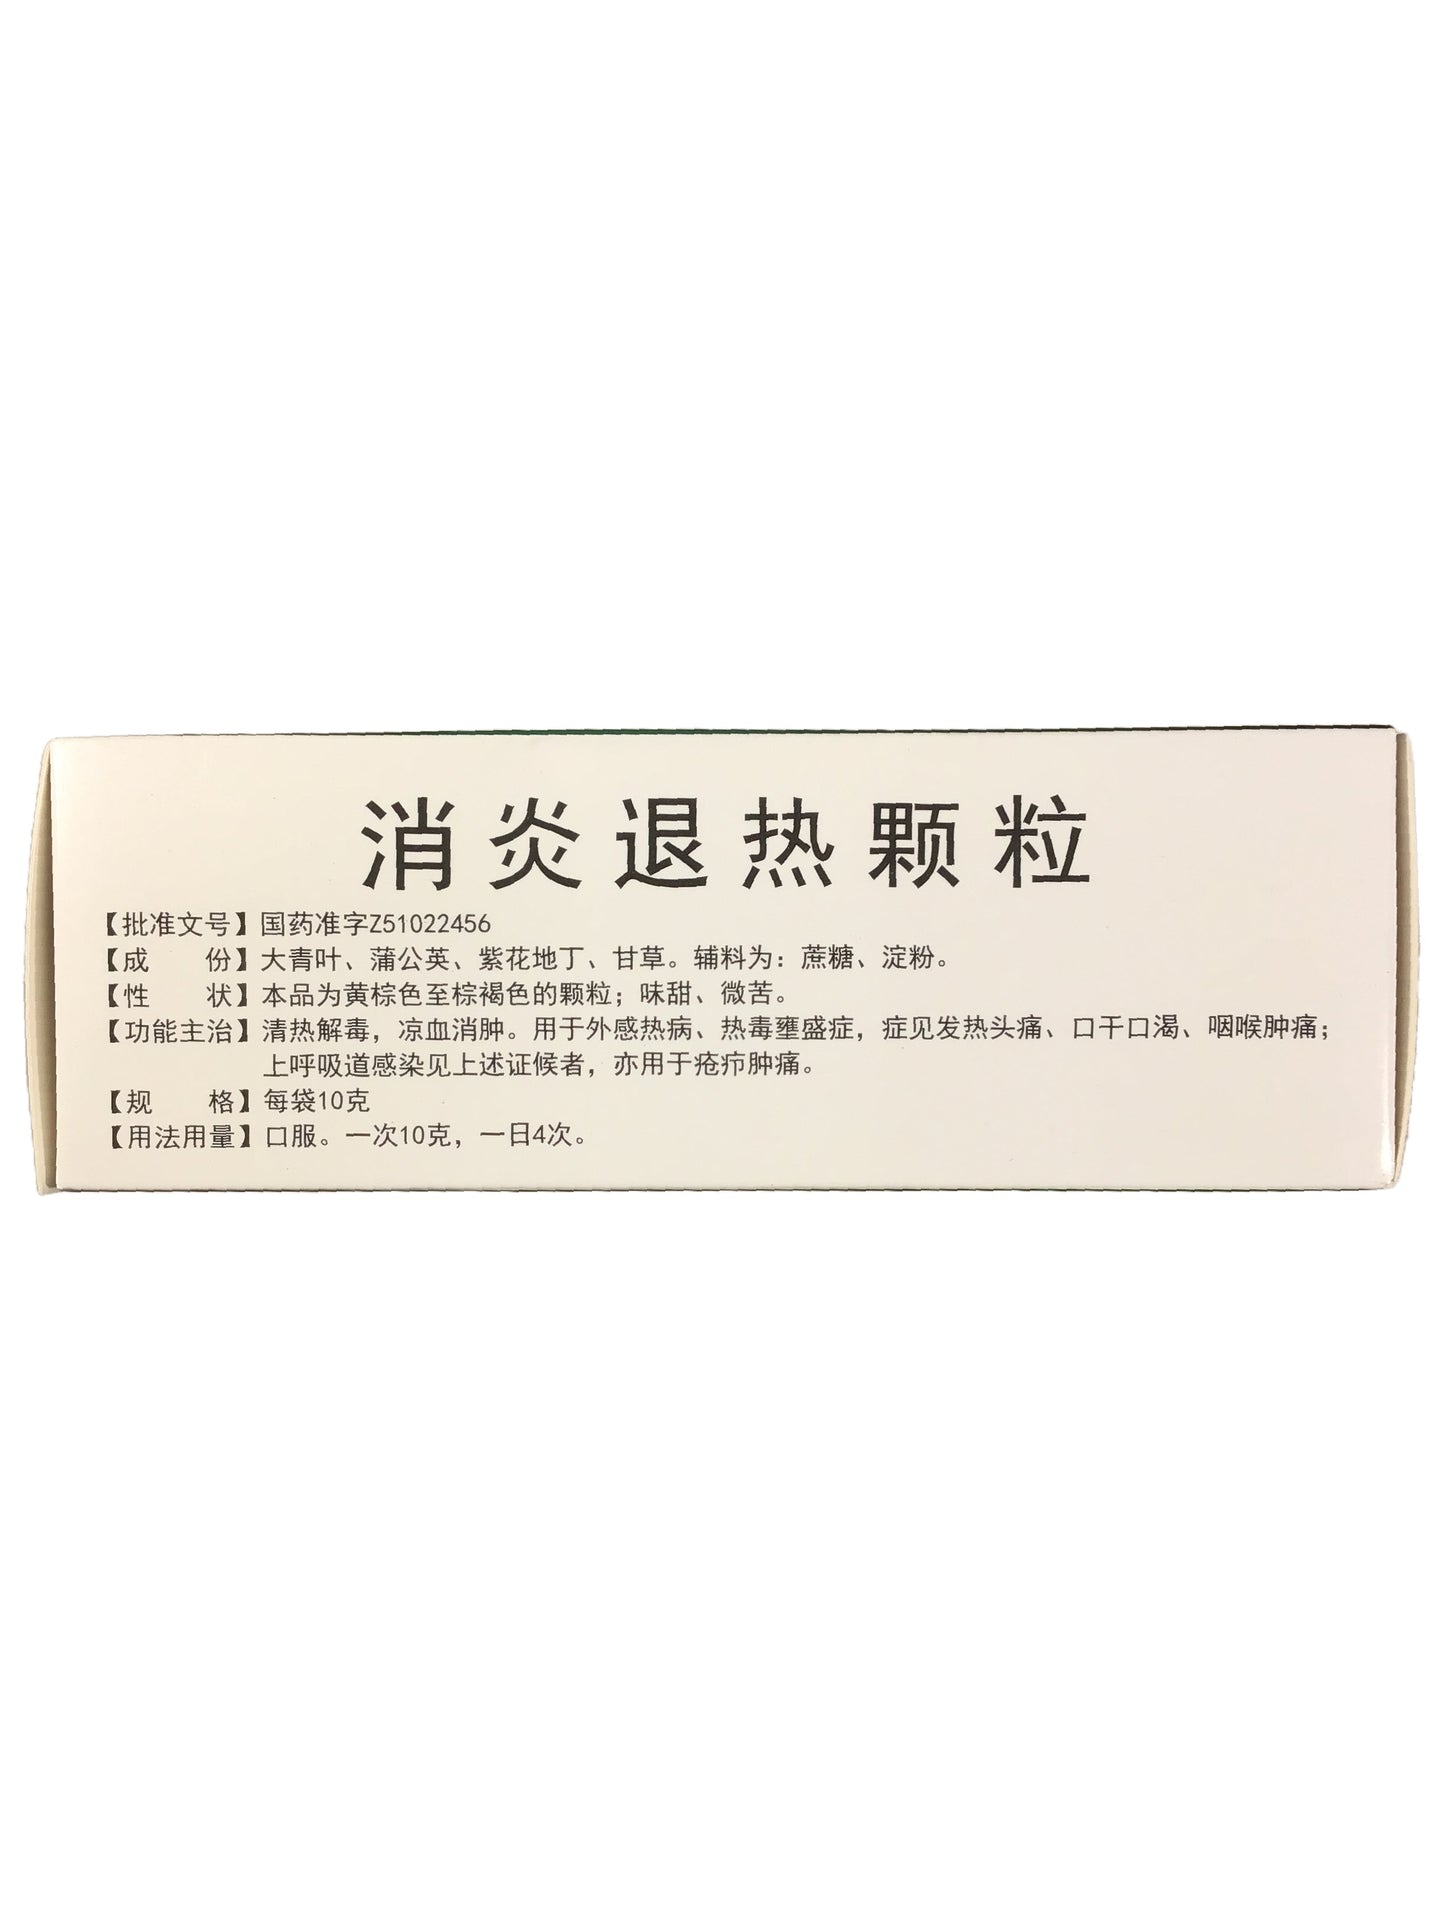 消炎退热颗粒
【批准文号】国药准字Z51022456
【成　　份】大青叶、蒲公英、紫花地丁、甘草。辅料为：蔗糖、淀粉。
【性　　状】本品为黄棕色至棕褐色的颗粒；味甜、微苦。
【功能主治】清热解毒，凉血消肿。用于外感热病、热毒壅盛症，症见发热头痛、口干口渴、咽喉肿痛；
上呼吸道感染见上述证候者，亦用于疮疖肿痛。
【规　　格】每袋10克
【用法用量】口服。一次10克，一日4次。